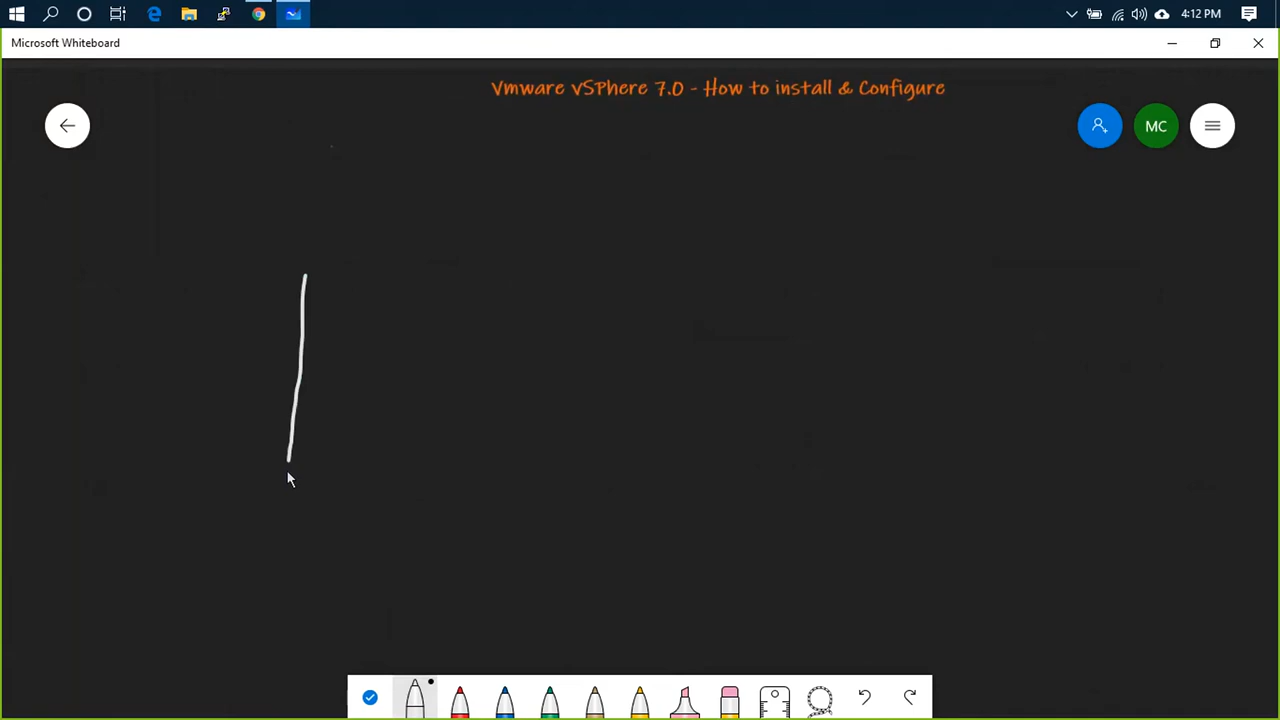 4:12 PM
Microsoft Whiteboard
Vmware vSPhere 7.0 - How to install & Configure
MC